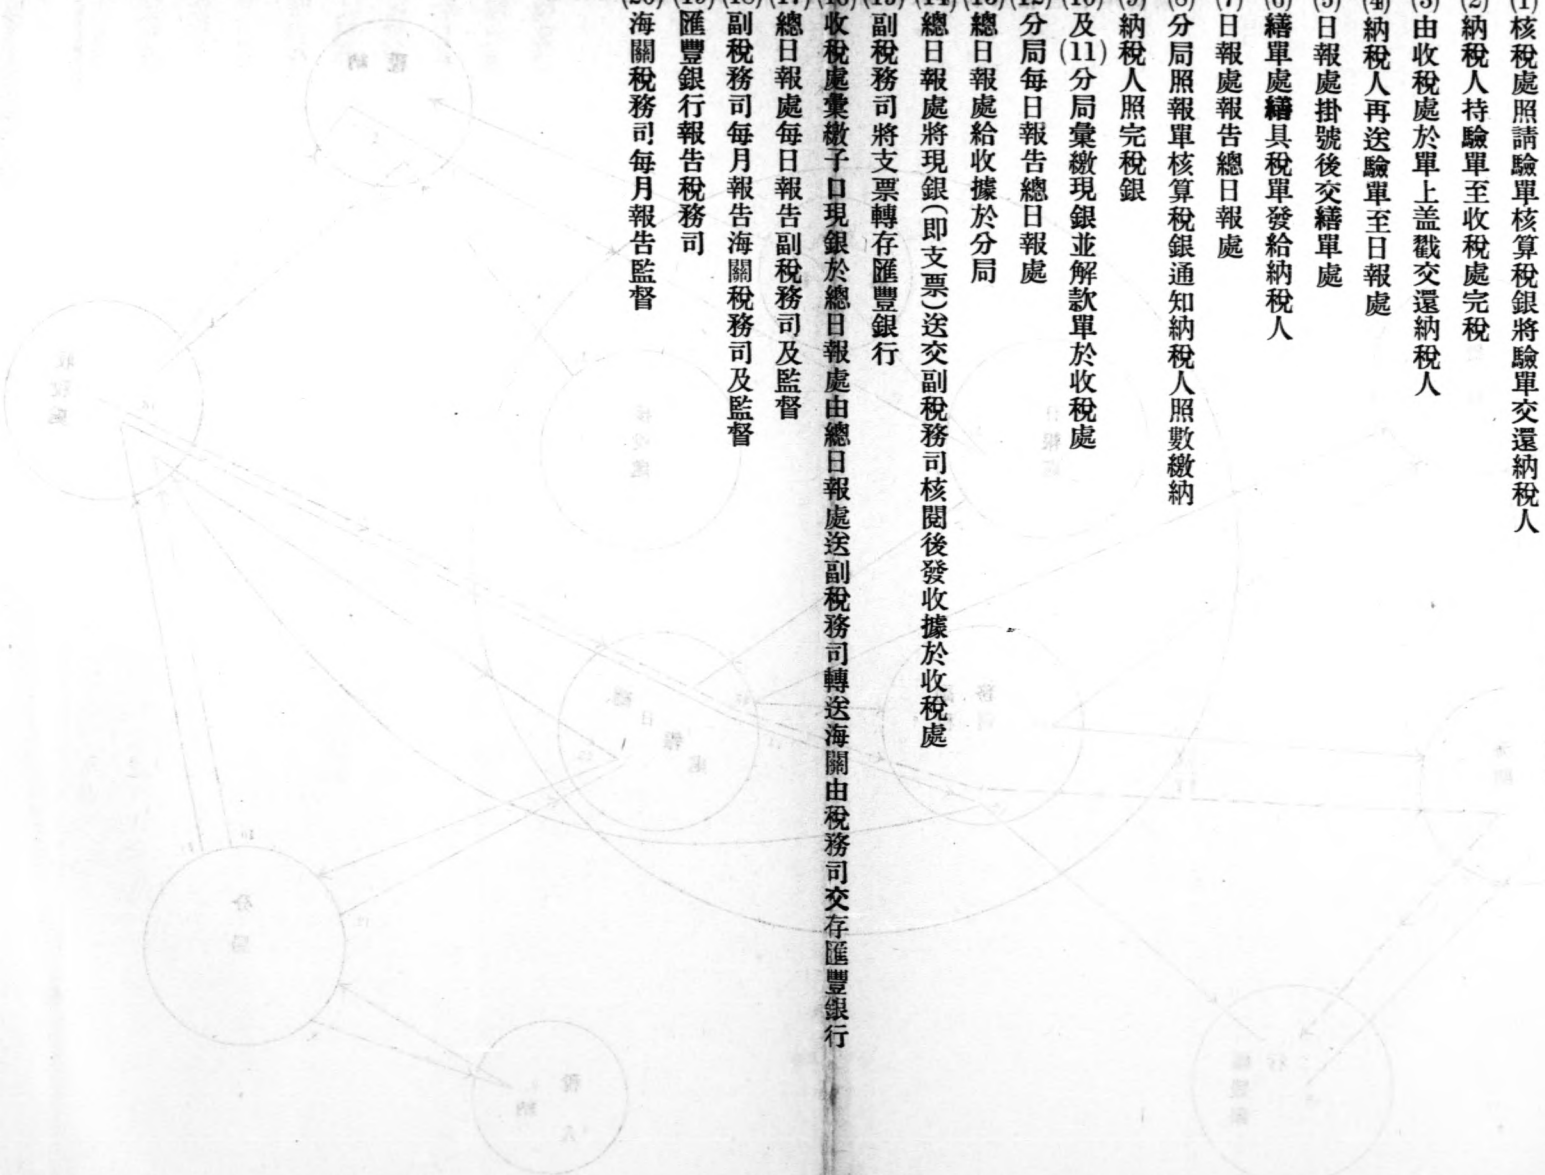 (1)核稅處照請驗單核算稅銀將驗單交還納稅人
(2)納稅人持驗單至收稅處完稅
(3)由收稅處於單上盖戳交還納稅人
(4)納稅人再送驗單至日報處
(5)日報處掛號後交繕單處
(6)繕單處繕具稅單發給納稅人
(7)日報處報告總日報處
(8)分局照報單核算稅銀通知納稅人照數繳納
(9)納稅人照完稅銀
(10)及(11)分局彙繳現銀並解款單於收稅處
(12)分局每日報告總日報處
(13)總日報處給收據於分局
(14)總日報處將現銀(即支票)送交副稅務司核閱後發收據於收稅處
(15)副稅務司將支票轉存匯豐銀行
(16)收稅處彙繳子口現銀於總日報處由總日報處送副稅務司轉送海關由稅務司交存匯豐銀行
(17)總日報處每日報告副稅務司及監督
(18)副稅務司每月報告海關稅務司及監督
(19)匯豐銀行報告稅務司
(20)海關稅務司每月報告監督